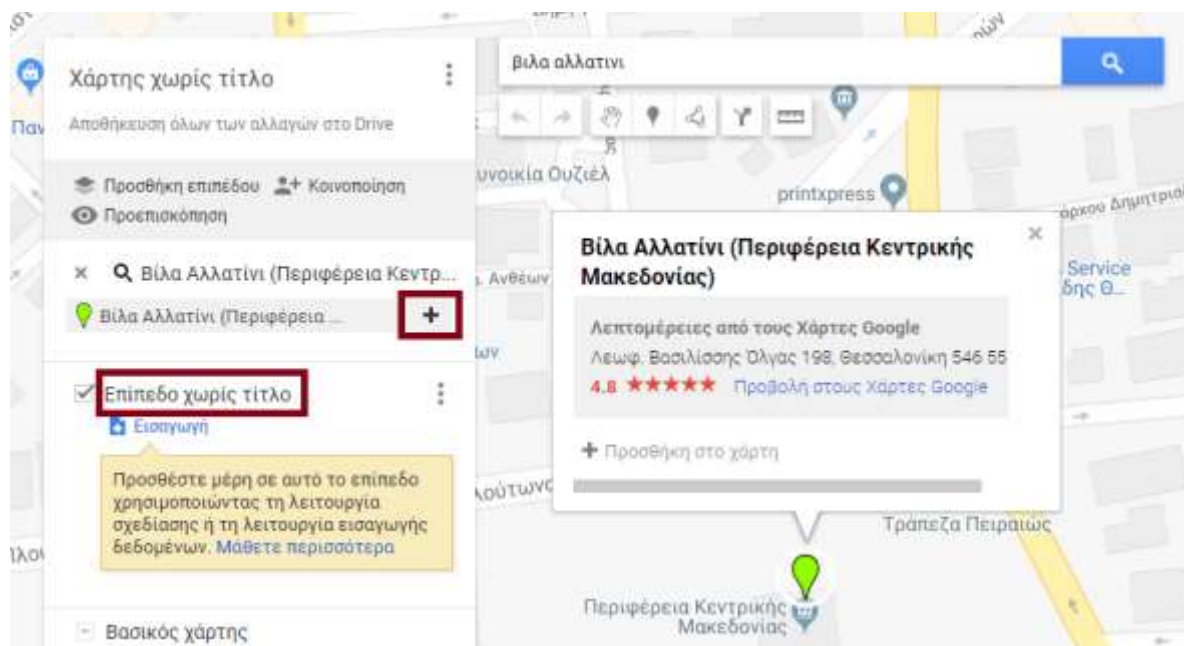 Χάρτης χωρίς τίτλο
Αποθήκευση όλων των αλλαγών στο Drive
Προσθήκη επιπέδου Κοινοποίηση
Προεπισκόπηση
Βίλα Αλλατίνι (Περιφέρεια Κεντρ...
Βίλα Αλλατίνι (Περιφέρεια ...
Επίπεδο χωρίς τίτλο
Εισαγωγή
Προσθέστε μέρη σε αυτό το επίπεδο
χρησιμοποιώντας τη λειτουργία
σχεδίασης ή τη λειτουργία εισαγωγής
δεδομένων. Μάθετε περισσότερα
Βασικός χάρτης
βιλα αλλατινι
υνοικία Ουζιέλ
printxpress
Ανθέων
Service
Βίλα Αλλατίνι (Περιφέρεια Κεντρικής
Μακεδονίας)
Λεπτομέρειες από τους Χάρτες Google
Λεωφ. Βασιλίσσης Όλγας 198, Θεσσαλονίκη 546 55
4,8 ★★★★★ Προβολή στους Χάρτες Google
Προσθήκη στο χάρτη
Τράπεζα Πειραιώς
Περιφέρεια Κεντρικής
Μακεδονίας